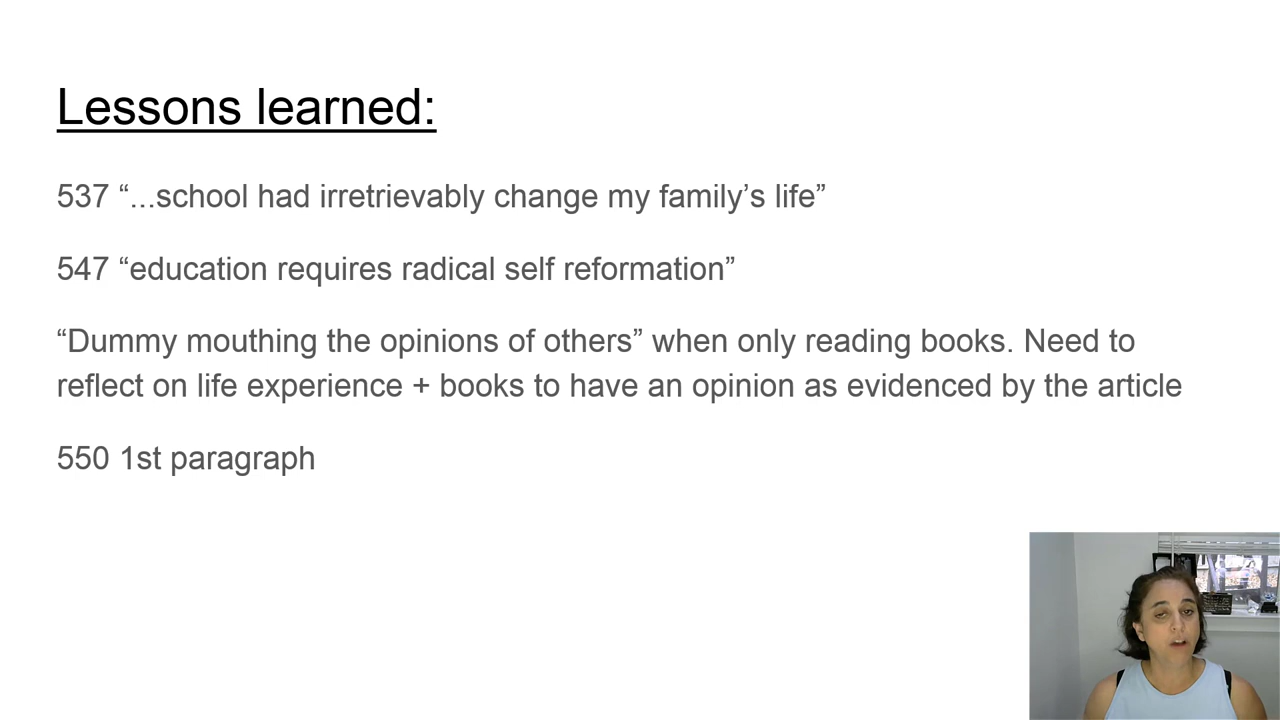 Lessons learned:
537 “...school had irretrievably change my family’s life”
547 “education requires radical self reformation”
“Dummy mouthing the opinions of others” when only reading books. Need to
reflect on life experience + books to have an opinion as evidenced by the article
550 1st paragraph